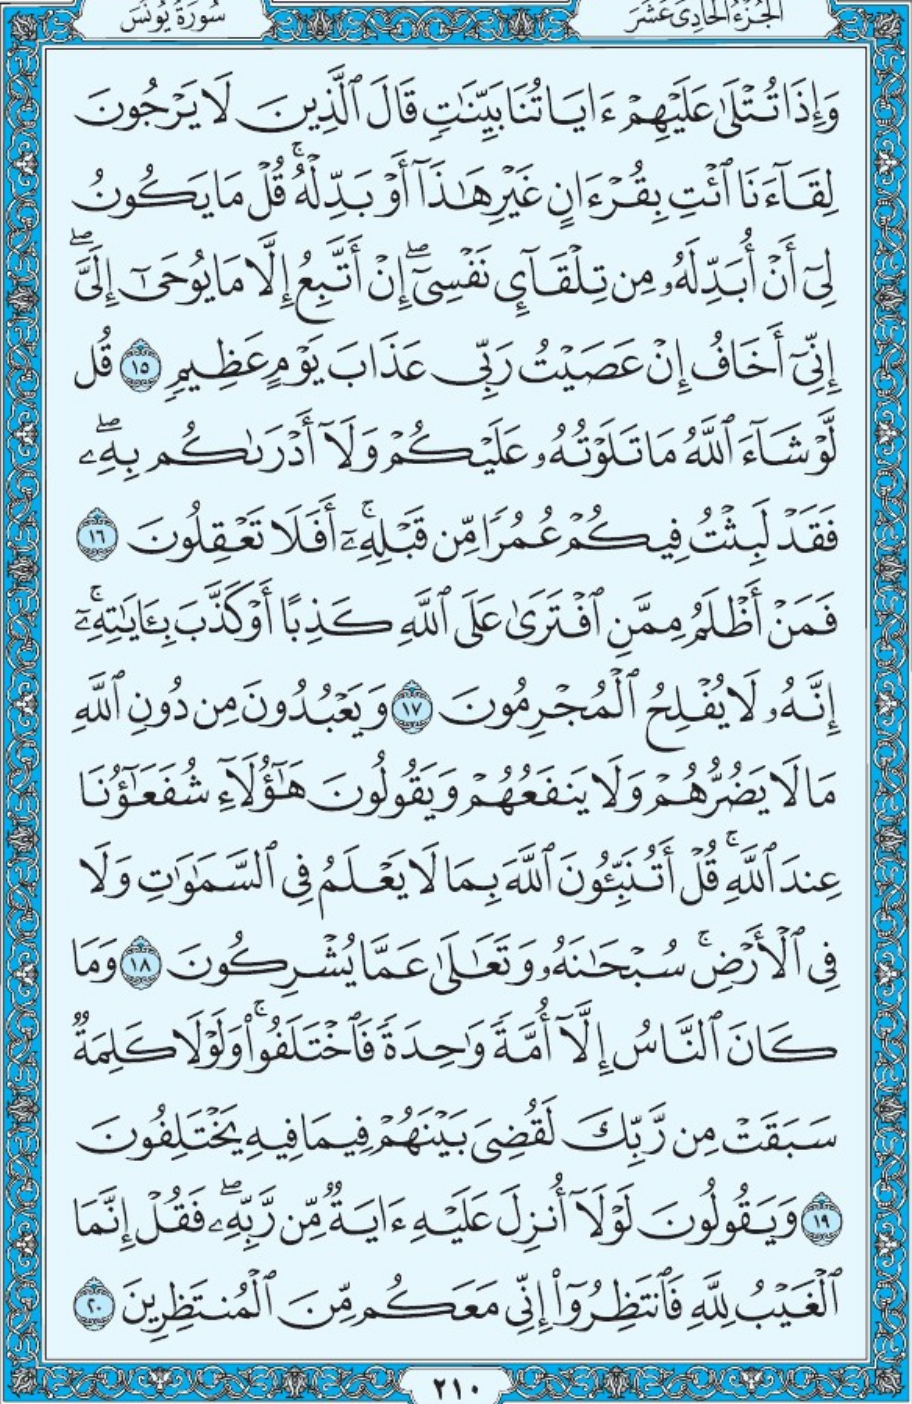 الجُزْءُ الحَادِيَ عَشَرَ
سُورَةُ يُونُسَ
وَإِذَا تُتْلَىٰ عَلَيْهِمْ ءَايَاتُنَا بَيِّنَـٰتٍ قَالَ ٱلَّذِينَ لَا يَرْجُونَ
لِقَآءَنَا ٱئْتِ بِقُرْءَانٍ غَيْرِ هَـٰذَآ أَوْ بَدِّلْهُ ۚ قُلْ مَا يَكُونُ
لِىٓ أَنْ أُبَدِّلَهُۥ مِن تِلْقَآئِ نَفْسِىٓ ۖ إِنْ أَتَّبِعُ إِلَّا مَا يُوحَىٰٓ إِلَىَّ ۖ
إِنِّىٓ أَخَافُ إِنْ عَصَيْتُ رَبِّى عَذَابَ يَوْمٍ عَظِيمٍ ١٥ قُل
لَّوْ شَآءَ ٱللَّهُ مَا تَلَوْتُهُۥ عَلَيْكُمْ وَلَآ أَدْرَىٰكُم بِهِۦ ۖ
فَقَدْ لَبِثْتُ فِيكُمْ عُمُرًا مِّن قَبْلِهِۦٓ ۚ أَفَلَا تَعْقِلُونَ ١٦
فَمَنْ أَظْلَمُ مِمَّنِ ٱفْتَرَىٰ عَلَى ٱللَّهِ كَذِبًا أَوْ كَذَّبَ بِـَٔايَـٰتِهِۦٓ ۚ
إِنَّهُۥ لَا يُفْلِحُ ٱلْمُجْرِمُونَ ١٧ وَيَعْبُدُونَ مِن دُونِ ٱللَّهِ
مَا لَا يَضُرُّهُمْ وَلَا يَنفَعُهُمْ وَيَقُولُونَ هَـٰٓؤُلَآءِ شُفَعَـٰٓؤُنَا
عِندَ ٱللَّهِ ۚ قُلْ أَتُنَبِّـُٔونَ ٱللَّهَ بِمَا لَا يَعْلَمُ فِى ٱلسَّمَـٰوَٰتِ وَلَا
فِى ٱلْأَرْضِ ۚ سُبْحَـٰنَهُۥ وَتَعَـٰلَىٰ عَمَّا يُشْرِكُونَ ١٨ وَمَا
كَانَ ٱلنَّاسُ إِلَّآ أُمَّةً وَٰحِدَةً فَٱخْتَلَفُوا۟ ۚ وَلَوْلَا كَلِمَةٌ
سَبَقَتْ مِن رَّبِّكَ لَقُضِىَ بَيْنَهُمْ فِيمَا فِيهِ يَخْتَلِفُونَ
١٩ وَيَقُولُونَ لَوْلَآ أُنزِلَ عَلَيْهِ ءَايَةٌ مِّن رَّبِّهِۦ ۖ فَقُلْ إِنَّمَا
ٱلْغَيْبُ لِلَّهِ فَٱنتَظِرُوٓا۟ إِنِّى مَعَكُم مِّنَ ٱلْمُنتَظِرِينَ ٢٠
٢١٠